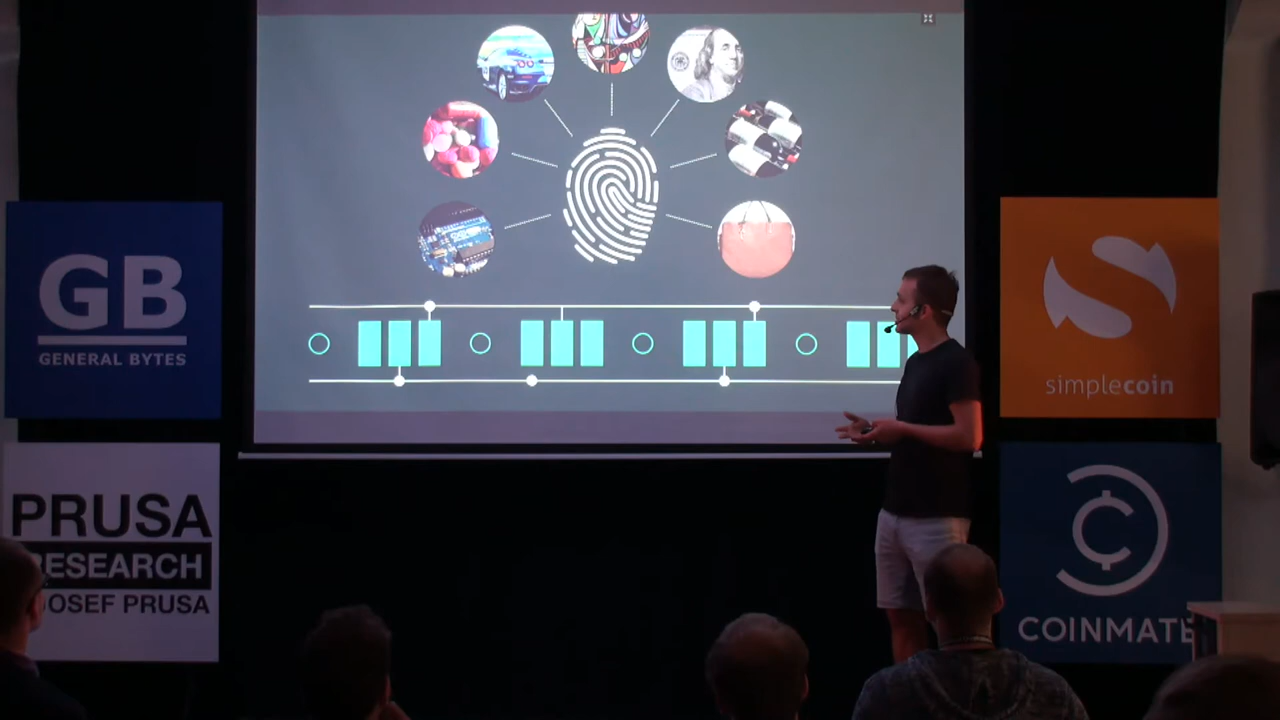 GB
GENERAL BYTES
PRUSA
RESEARCH
JOSEF PRUSA
simplecoin
COINMATE